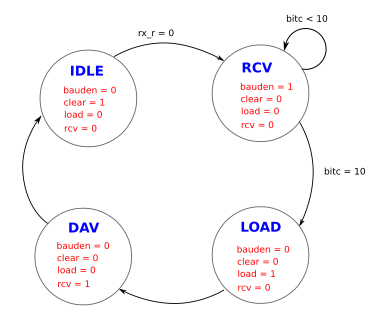 bitc < 10
rx_r = 0
IDLE
bauden = 0
clear = 1
load = 0
rcv = 0
RCV
bauden = 1
clear = 0
load = 0
rcv = 0
bitc = 10
DAV
bauden = 0
clear = 0
load = 0
rcv = 1
LOAD
bauden = 0
clear = 0
load = 1
rcv = 0